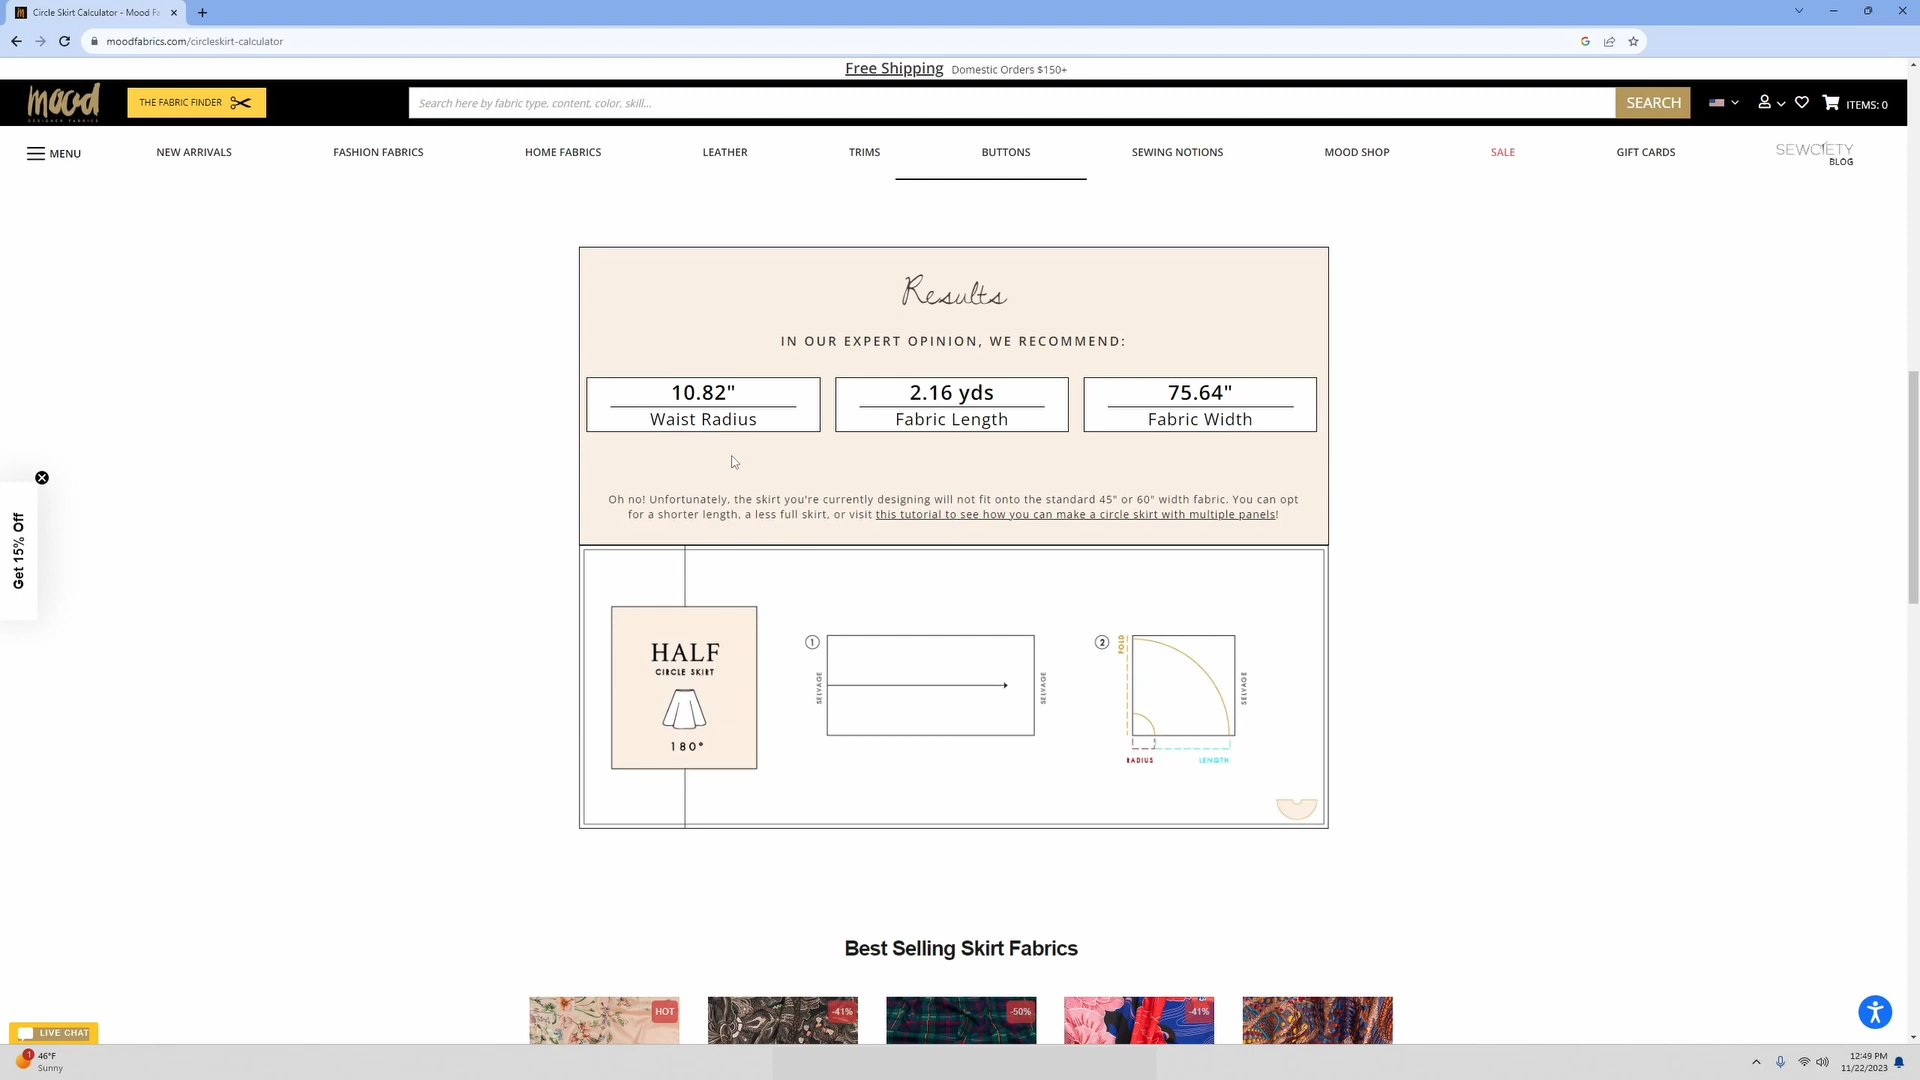 Circle Skirt Calculator - Mood Fa
moodfabrics.com/circleskirt-calculator
Free Shipping Domestic Orders $150+
mood
DESIGNER FABRICS
THE FABRIC FINDER
Search here by fabric type, content, color, skill...
SEARCH
ITEMS: 0
MENU
NEW ARRIVALS
FASHION FABRICS
HOME FABRICS
LEATHER
TRIMS
BUTTONS
SEWING NOTIONS
MOOD SHOP
SALE
GIFT CARDS
SEWCIETY
BLOG
Results
IN OUR EXPERT OPINION, WE RECOMMEND:
10.82"
Waist Radius
2.16 yds
Fabric Length
75.64"
Fabric Width
Oh no! Unfortunately, the skirt you're currently designing will not fit onto the standard 45" or 60" width fabric. You can opt
for a shorter length, a less full skirt, or visit this tutorial to see how you can make a circle skirt with multiple panels!
Get 15% Off
HALF
CIRCLE SKIRT
180°
1
SELVAGE
SELVAGE
2
FOLD
SELVAGE
RADIUS
LENGTH
Best Selling Skirt Fabrics
HOT
-41%
-50%
-41%
LIVE CHAT
1
46°F
Sunny
12:49 PM
11/22/2023